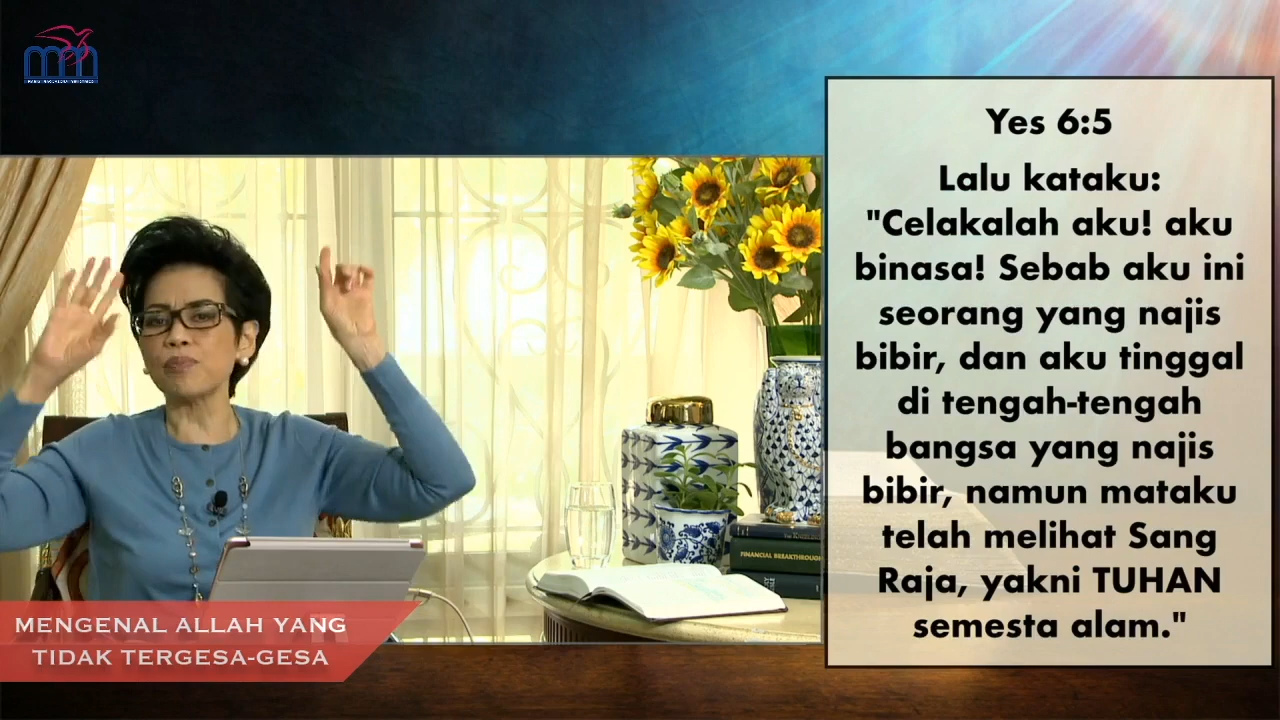 Yes 6:5
Lalu kataku:
"Celakalah aku! aku
binasa! Sebab aku ini
seorang yang najis
bibir, dan aku tinggal
di tengah-tengah
bangsa yang najis
bibir, namun mataku
telah melihat Sang
Raja, yakni TUHAN
semesta alam."
FINANCIAL BREAKTHROUGH
MENGENAL ALLAH YANG
TIDAK TERGESA-GESA